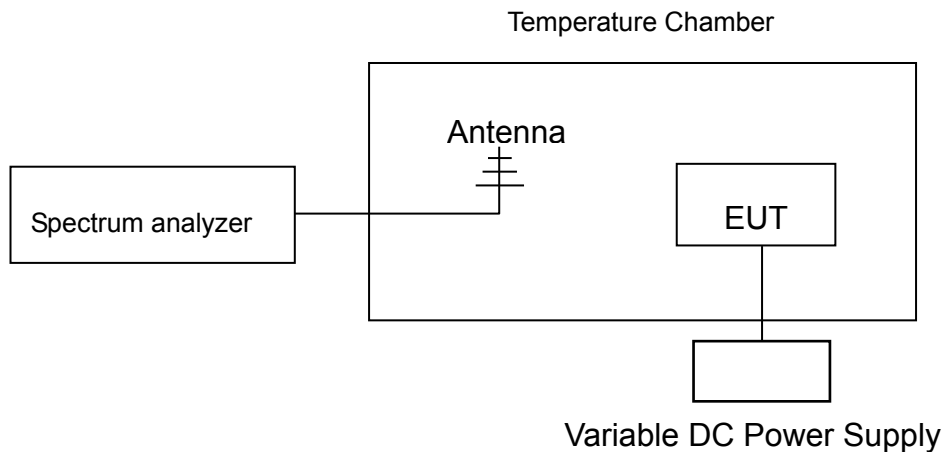 Temperature Chamber
Antenna
Spectrum analyzer
EUT
Variable DC Power Supply